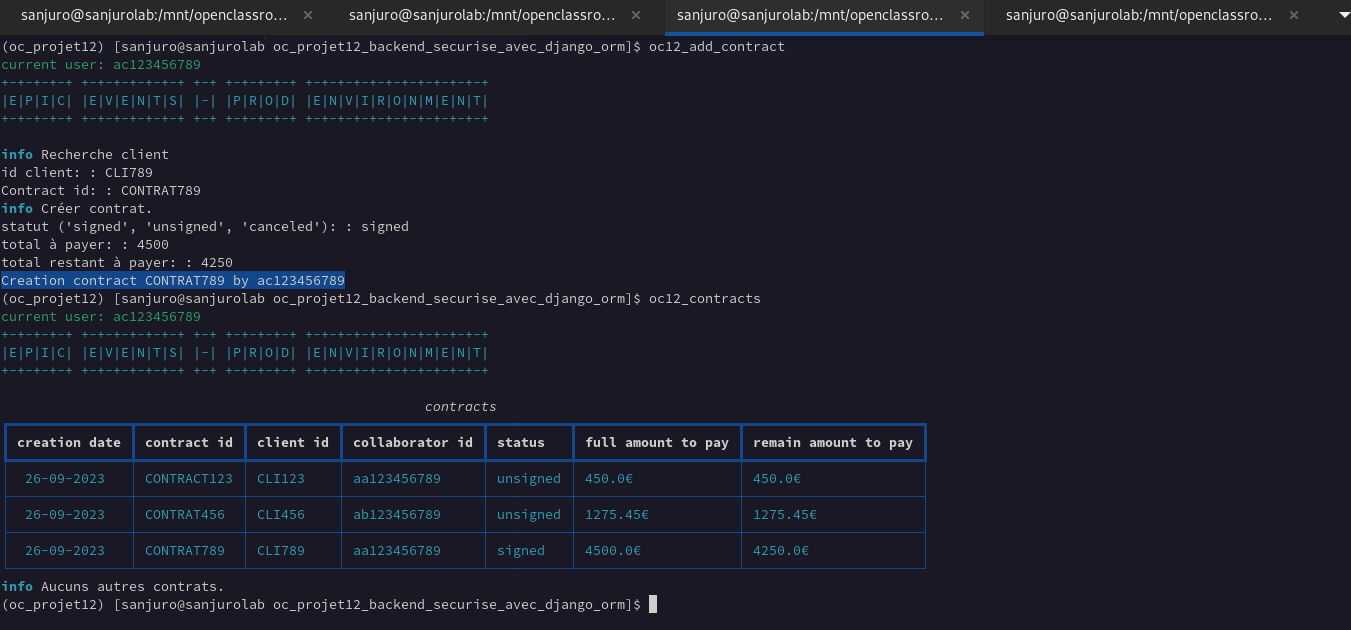 sanjuro@sanjurolab:/mnt/openclassro... × sanjuro@sanjurolab:/mnt/openclassro... × sanjuro@sanjurolab:/mnt/openclassro... × sanjuro@sanjurolab:/mnt/openclassro... ×
(oc_projet12) [sanjuro@sanjurolab oc_projet12_backend_securise_avec_django_orm]$ oc12_add_contract
current user: ac123456789
+-+-+-+-+ +-+-+-+-+-+-+ +-+ +-+-+-+-+ +-+-+-+-+-+-+-+-+-+-+-+
|E|P|I|C| |E|V|E|N|T|S| |-| |P|R|O|D| |E|N|V|I|R|O|N|M|E|N|T|
+-+-+-+-+ +-+-+-+-+-+-+ +-+ +-+-+-+-+ +-+-+-+-+-+-+-+-+-+-+-+
info Recherche client
id client: : CLI789
Contract id: : CONTRAT789
info Créer contrat.
statut ('signed', 'unsigned', 'canceled'): : signed
total à payer: : 4500
total restant à payer: : 4250
Creation contract CONTRAT789 by ac123456789
(oc_projet12) [sanjuro@sanjurolab oc_projet12_backend_securise_avec_django_orm]$ oc12_contracts
current user: ac123456789
+-+-+-+-+ +-+-+-+-+-+-+ +-+ +-+-+-+-+ +-+-+-+-+-+-+-+-+-+-+-+
|E|P|I|C| |E|V|E|N|T|S| |-| |P|R|O|D| |E|N|V|I|R|O|N|M|E|N|T|
+-+-+-+-+ +-+-+-+-+-+-+ +-+ +-+-+-+-+ +-+-+-+-+-+-+-+-+-+-+-+
contracts
creation date contract id client id collaborator id status full amount to pay remain amount to pay
26-09-2023 CONTRACT123 CLI123 aa123456789 unsigned 450.0€ 450.0€
26-09-2023 CONTRAT456 CLI456 ab123456789 unsigned 1275.45€ 1275.45€
26-09-2023 CONTRAT789 CLI789 aa123456789 signed 4500.0€ 4250.0€
info Aucuns autres contrats.
(oc_projet12) [sanjuro@sanjurolab oc_projet12_backend_securise_avec_django_orm]$